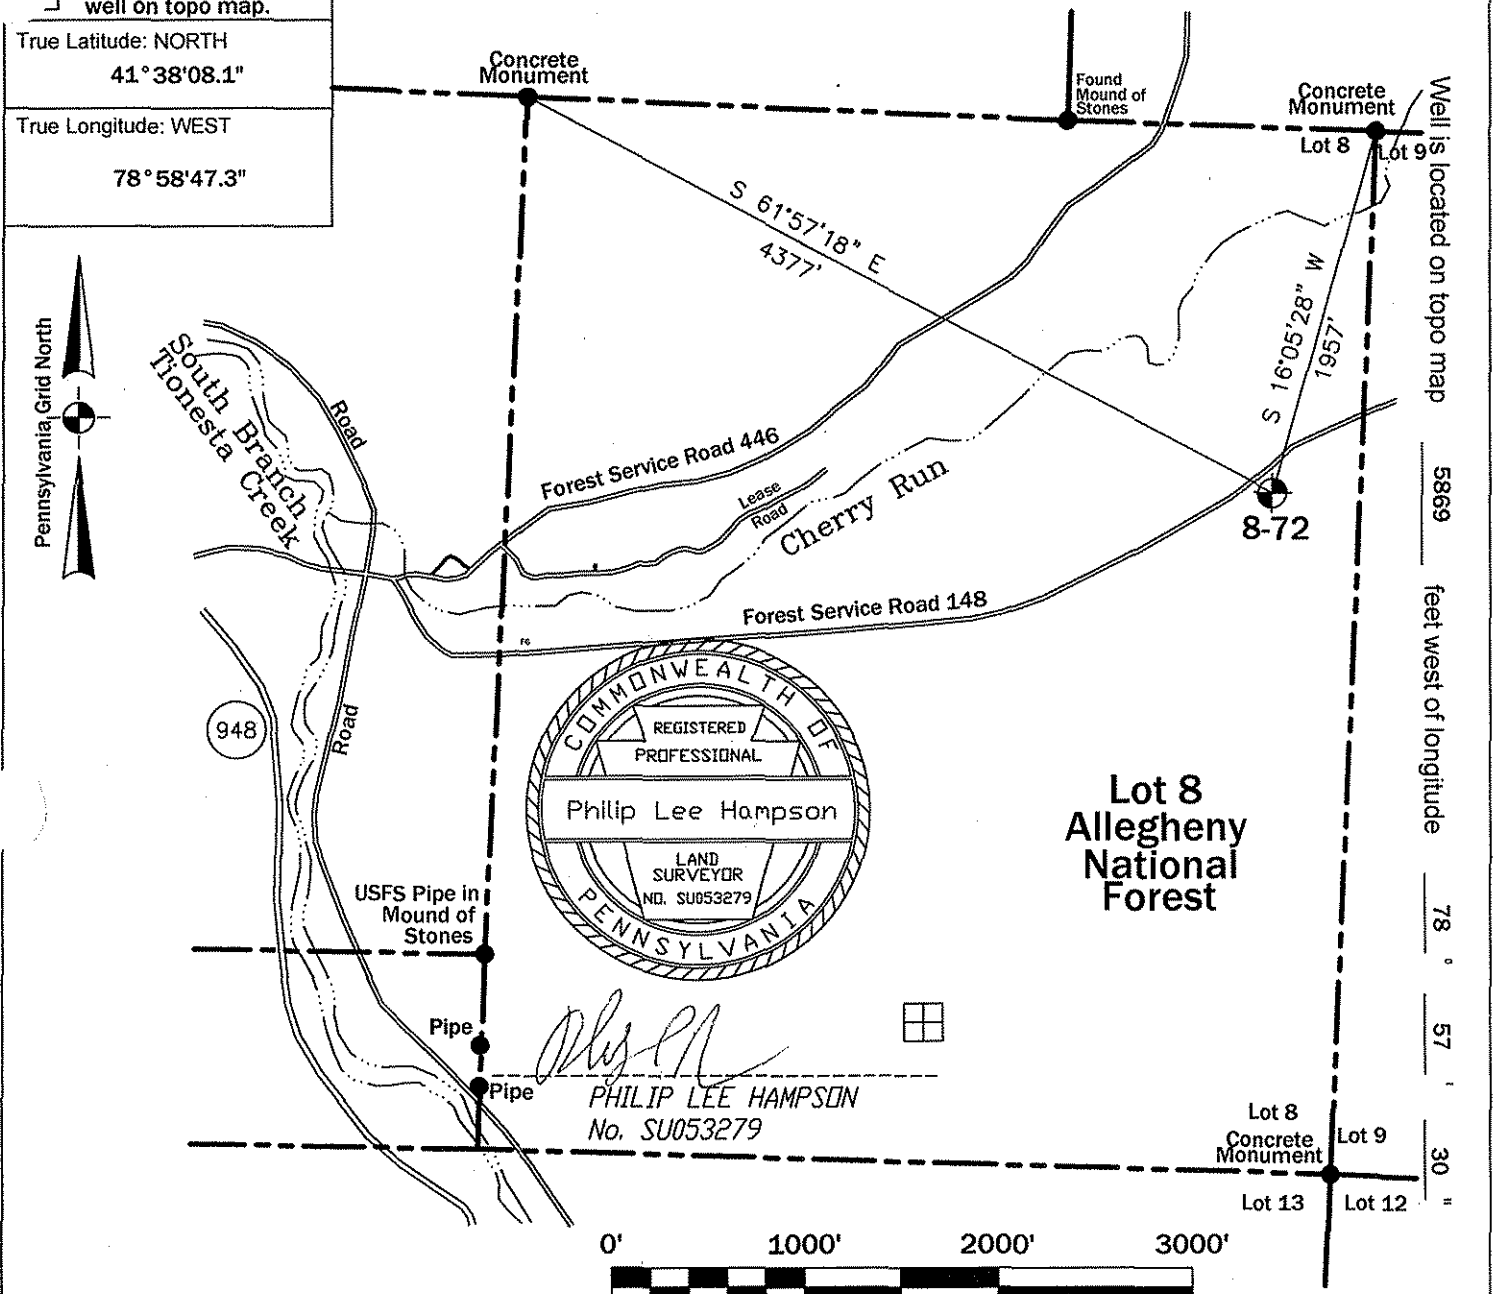 well on topo map.
True Latitude: NORTH
41°38'08.1"
True Longitude: WEST
78°58'47.3"
Concrete
Monument
Found
Mound of
Stones
Concrete
Monument
Lot 8
Lot 9
S 61°57'18" E
4377'
S 16°05'28" W
1957'
Well is located on topo map 5869 feet west of longitude 78 ° 57 ' 30 "
Pennsylvania Grid North
South Branch
Tionesta Creek
Road
Forest Service Road 446
Lease
Road
Cherry Run
8-72
Forest Service Road 148
FG
948
Road
COMMONWEALTH OF
REGISTERED
PROFESSIONAL
Philip Lee Hampson
LAND
SURVEYOR
NO. SU053279
PENNSYLVANIA
Lot 8
Allegheny
National
Forest
USFS Pipe in
Mound of
Stones
Pipe
Pipe
PHILIP LEE HAMPSON
No. SU053279
Lot 8
Concrete
Monument
Lot 9
Lot 13
Lot 12
0' 1000' 2000' 3000'